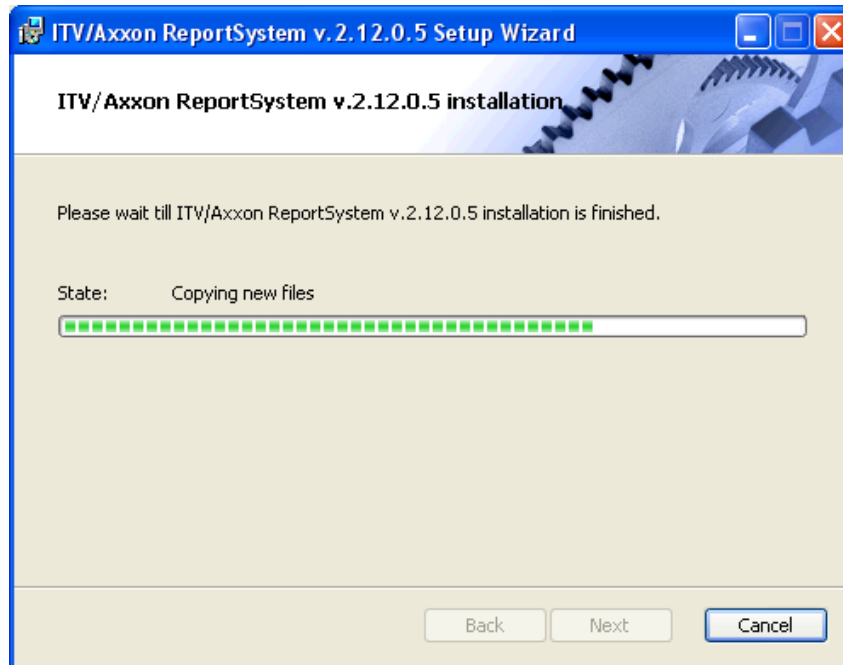 ITV/Axxon ReportSystem v.2.12.0.5 Setup Wizard
ITV/Axxon ReportSystem v.2.12.0.5 installation
Please wait till ITV/Axxon ReportSystem v.2.12.0.5 installation is finished.
State: Copying new files
Back Next Cancel